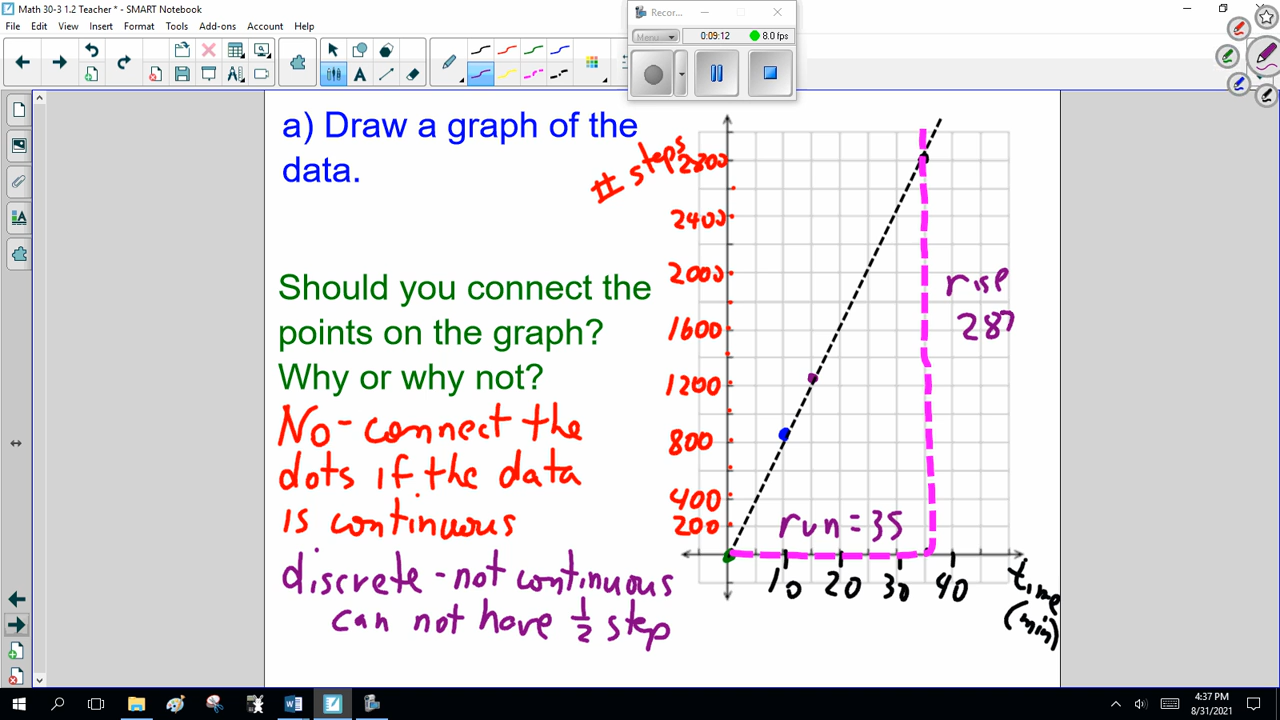 Math 30-3 1.2 Teacher * - SMART Notebook
File Edit View Insert Format Tools Add-ons Account Help
Recor...
Menu
0:09:12
8.0 fps
a) Draw a graph of the
data.
# steps
2800
2400
2000
1600
1200
800
400
200
rise
287
run = 35
10 20 30 40
time
(min)
Should you connect the
points on the graph?
Why or why not?
No - connect the
dots if the data
is continuous
discrete - not continuous
can not have 1/2 step
4:37 PM
8/31/2021